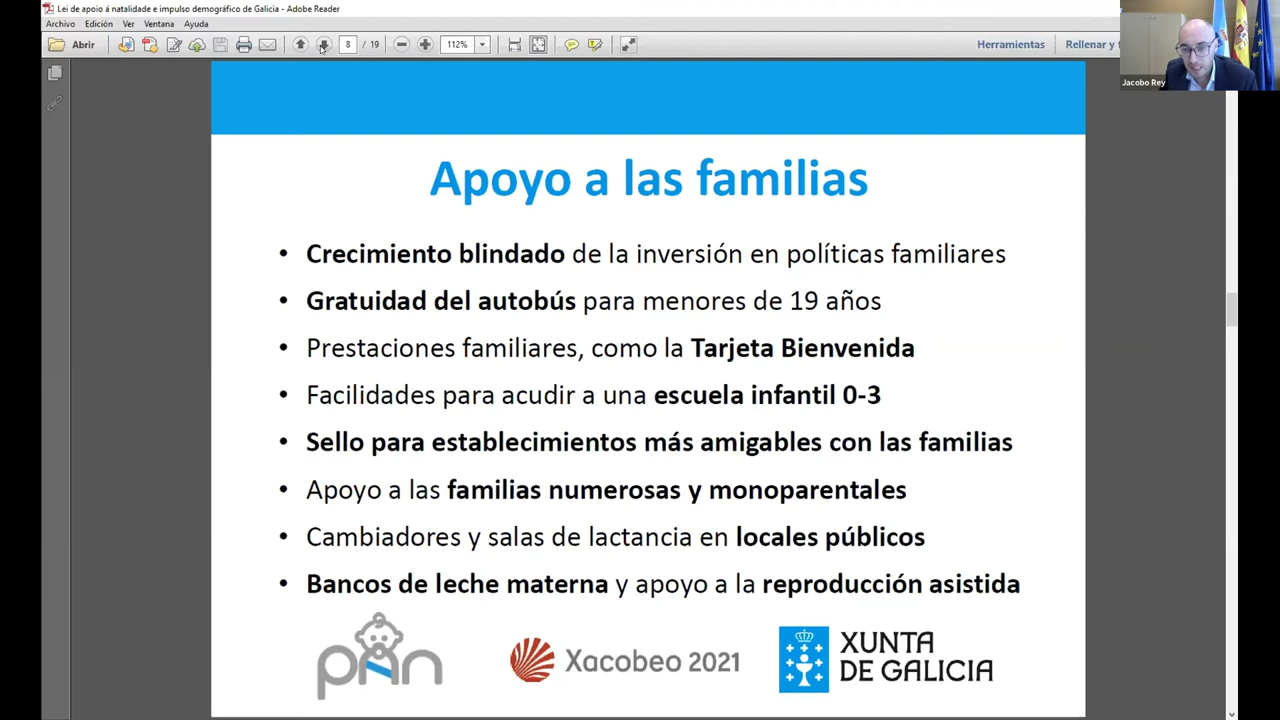 Lei de apoio á natalidade e impulso demográfico de Galicia - Adobe Reader
Archivo Edición Ver Ventana Ayuda
Abrir 8 / 19 112% Herramientas Rellenar y f
Jacobo Rey
Apoyo a las familias
• Crecimiento blindado de la inversión en políticas familiares
• Gratuidad del autobús para menores de 19 años
• Prestaciones familiares, como la Tarjeta Bienvenida
• Facilidades para acudir a una escuela infantil 0-3
• Sello para establecimientos más amigables con las familias
• Apoyo a las familias numerosas y monoparentales
• Cambiadores y salas de lactancia en locales públicos
• Bancos de leche materna y apoyo a la reproducción asistida
pan
Xacobeo 2021
XUNTA
DE GALICIA